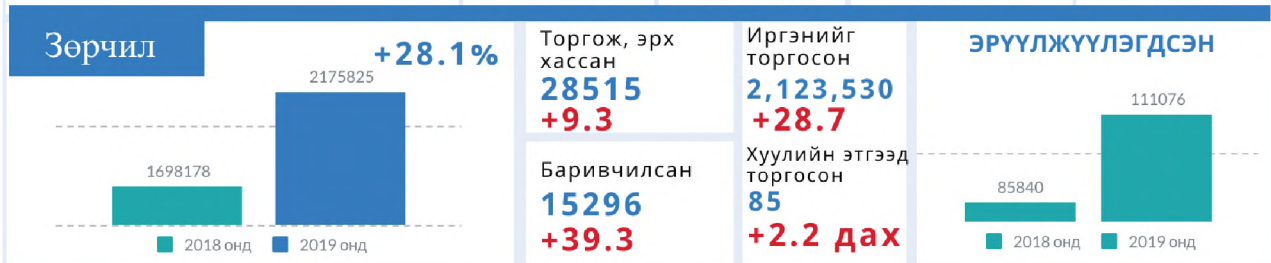 Зөрчил
+28.1%
2175825
1698178
2018 онд
2019 онд
Торгож, эрх
хассан
28515
+9.3
Баривчилсан
15296
+39.3
Иргэнийг
торгосон
2,123,530
+28.7
Хуулийн этгээд
торгосон
85
+2.2 дах
ЭРҮҮЛЖҮҮЛЭГДСЭН
111076
85840
2018 онд
2019 онд